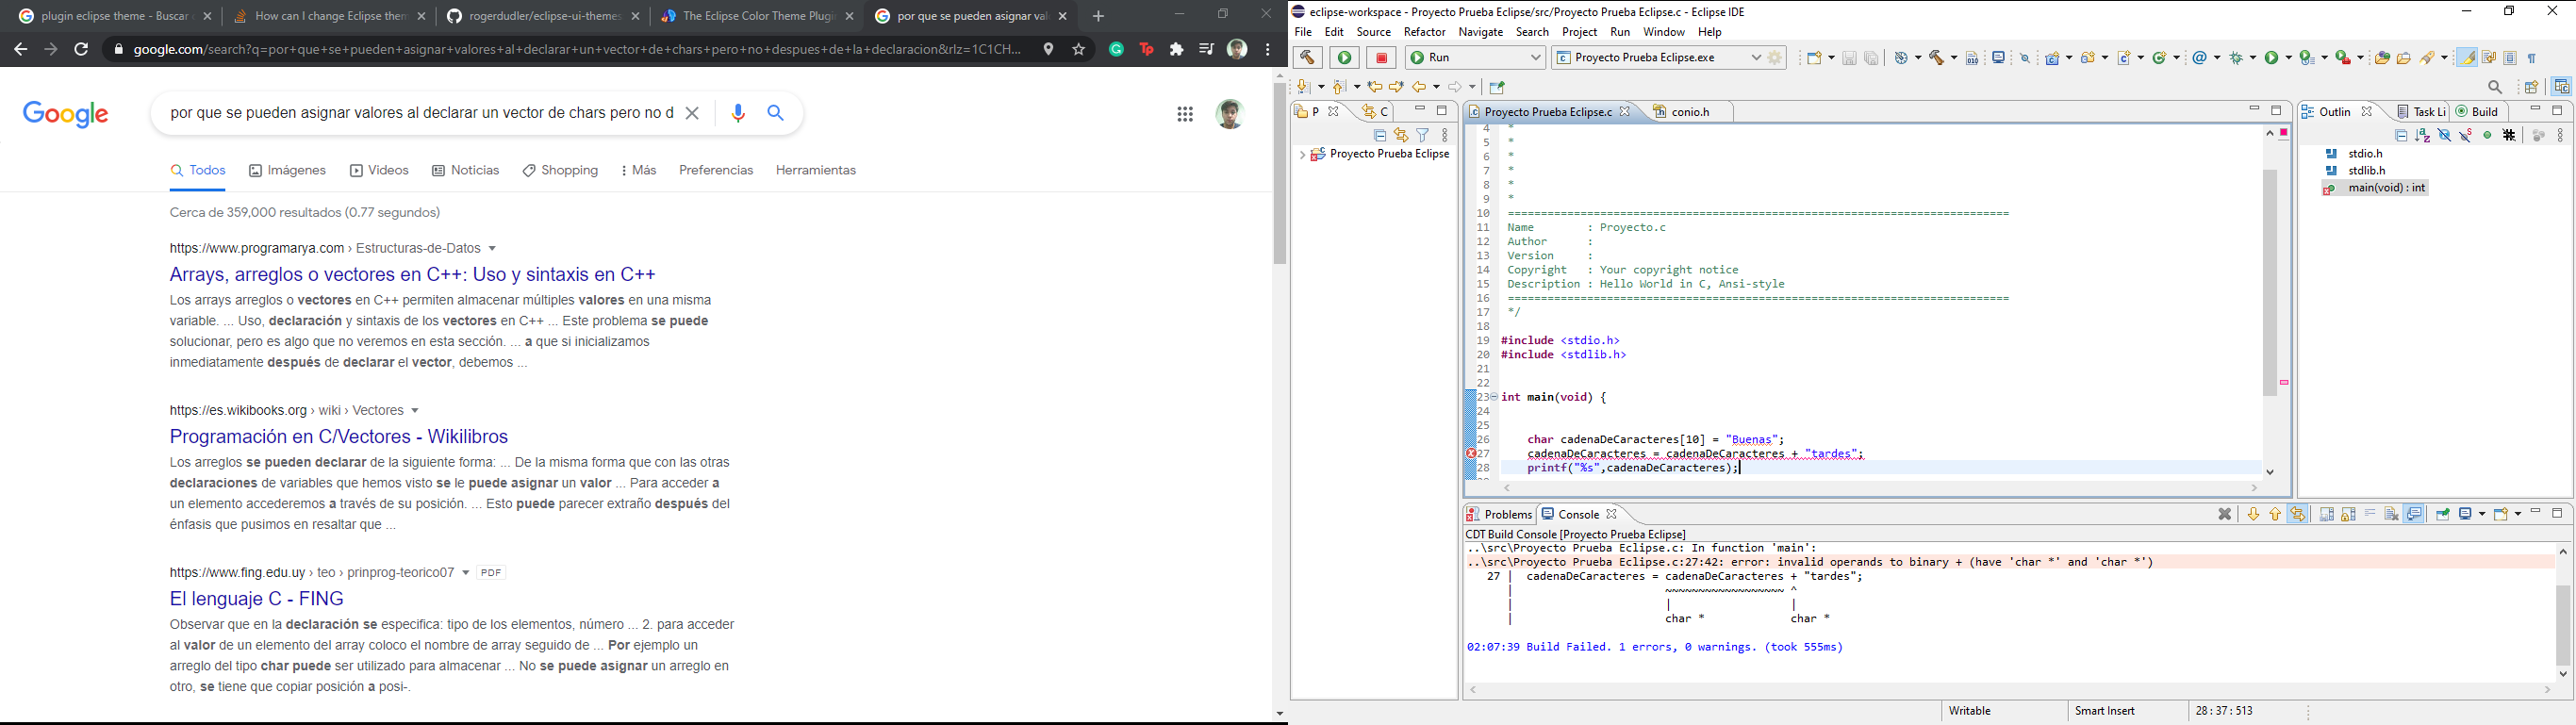 plugin eclipse theme - Buscar c
How can I change Eclipse them
rogerdudler/eclipse-ui-themes
The Eclipse Color Theme Plugin
por que se pueden asignar val
google.com/search?q=por+que+se+pueden+asignar+valores+al+declarar+un+vector+de+chars+pero+no+despues+de+la+declaracion&rlz=1C1CH...
Google
por que se pueden asignar valores al declarar un vector de chars pero no d
Todos
Imágenes
Videos
Noticias
Shopping
Más
Preferencias
Herramientas
Cerca de 359,000 resultados (0.77 segundos)
https://www.programarya.com › Estructuras-de-Datos
Arrays, arreglos o vectores en C++: Uso y sintaxis en C++
Los arrays arreglos o vectores en C++ permiten almacenar múltiples valores en una misma
variable. ... Uso, declaración y sintaxis de los vectores en C++ ... Este problema se puede
solucionar, pero es algo que no veremos en esta sección. ... a que si inicializamos
inmediatamente después de declarar el vector, debemos ...
https://es.wikibooks.org › wiki › Vectores
Programación en C/Vectores - Wikilibros
Los arreglos se pueden declarar de la siguiente forma: ... De la misma forma que con las otras
declaraciones de variables que hemos visto se le puede asignar un valor ... Para acceder a
un elemento accederemos a través de su posición. ... Esto puede parecer extraño después del
énfasis que pusimos en resaltar que ...
https://www.fing.edu.uy › teo › prinprog-teorico07
PDF
El lenguaje C - FING
Observar que en la declaración se especifica: tipo de los elementos, número ... 2. para acceder
al valor de un elemento del array coloco el nombre de array seguido de ... Por ejemplo un
arreglo del tipo char puede ser utilizado para almacenar ... No se puede asignar un arreglo en
otro, se tiene que copiar posición a posi-.
eclipse-workspace - Proyecto Prueba Eclipse/src/Proyecto Prueba Eclipse.c - Eclipse IDE
File Edit Source Refactor Navigate Search Project Run Window Help
Run
Proyecto Prueba Eclipse.exe
P
C
Proyecto Prueba Eclipse
Proyecto Prueba Eclipse.c
conio.h
4 *
5 *
6 *
7 *
8 *
9 *
10 ============================================================================
11 Name : Proyecto.c
12 Author :
13 Version :
14 Copyright : Your copyright notice
15 Description : Hello World in C, Ansi-style
16 ============================================================================
17 */
18
19 #include <stdio.h>
20 #include <stdlib.h>
21
22
23 int main(void) {
24
25
26 char cadenaDeCaracteres[10] = "Buenas";
27 cadenaDeCaracteres = cadenaDeCaracteres + "tardes";
28 printf("%s",cadenaDeCaracteres);
Outlin
Task Li
Build
stdio.h
stdlib.h
main(void) : int
Problems
Console
CDT Build Console [Proyecto Prueba Eclipse]
..\src\Proyecto Prueba Eclipse.c: In function 'main':
..\src\Proyecto Prueba Eclipse.c:27:42: error: invalid operands to binary + (have 'char *' and 'char *')
27 | cadenaDeCaracteres = cadenaDeCaracteres + "tardes";
| ~~~~~~~~~~~~~~~~~~ ^
| | |
| char * char *
02:07:39 Build Failed. 1 errors, 0 warnings. (took 555ms)
Writable
Smart Insert
28 : 37 : 513